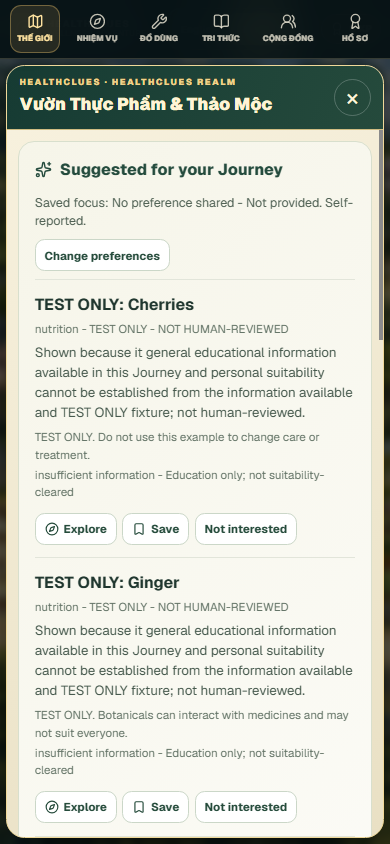 THẾ GIỚI
NHIỆM VỤ
ĐỒ DÙNG
TRI THỨC
CỘNG ĐỒNG
HỒ SƠ
HEALTHCLUES · HEALTHCLUES REALM
Vườn Thực Phẩm & Thảo Mộc
Suggested for your Journey
Saved focus: No preference shared - Not provided. Self-
reported.
Change preferences
TEST ONLY: Cherries
nutrition - TEST ONLY - NOT HUMAN-REVIEWED
Shown because it general educational information
available in this Journey and personal suitability
cannot be established from the information available
and TEST ONLY fixture; not human-reviewed.
TEST ONLY. Do not use this example to change care or
treatment.
insufficient information - Education only; not suitability-
cleared
Explore
Save
Not interested
TEST ONLY: Ginger
nutrition - TEST ONLY - NOT HUMAN-REVIEWED
Shown because it general educational information
available in this Journey and personal suitability
cannot be established from the information available
and TEST ONLY fixture; not human-reviewed.
TEST ONLY. Botanicals can interact with medicines and may
not suit everyone.
insufficient information - Education only; not suitability-
cleared
Explore
Save
Not interested